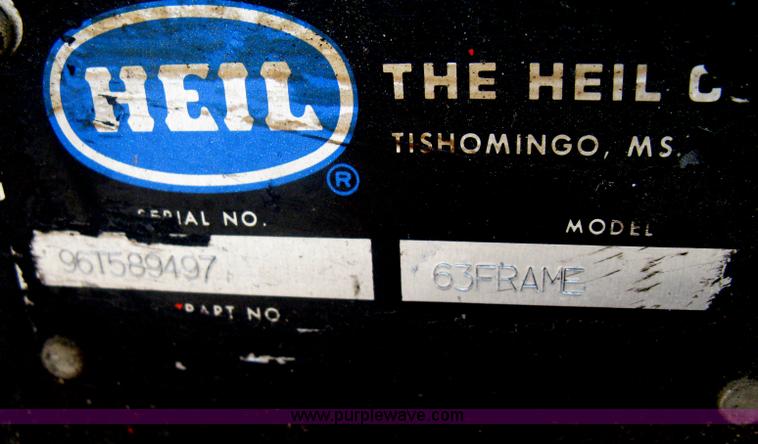 HEIL
®
THE HEIL C
TISHOMINGO, MS.
SERIAL NO.
MODEL
96T589497
63FRAME
PART NO.
www.purplewave.com